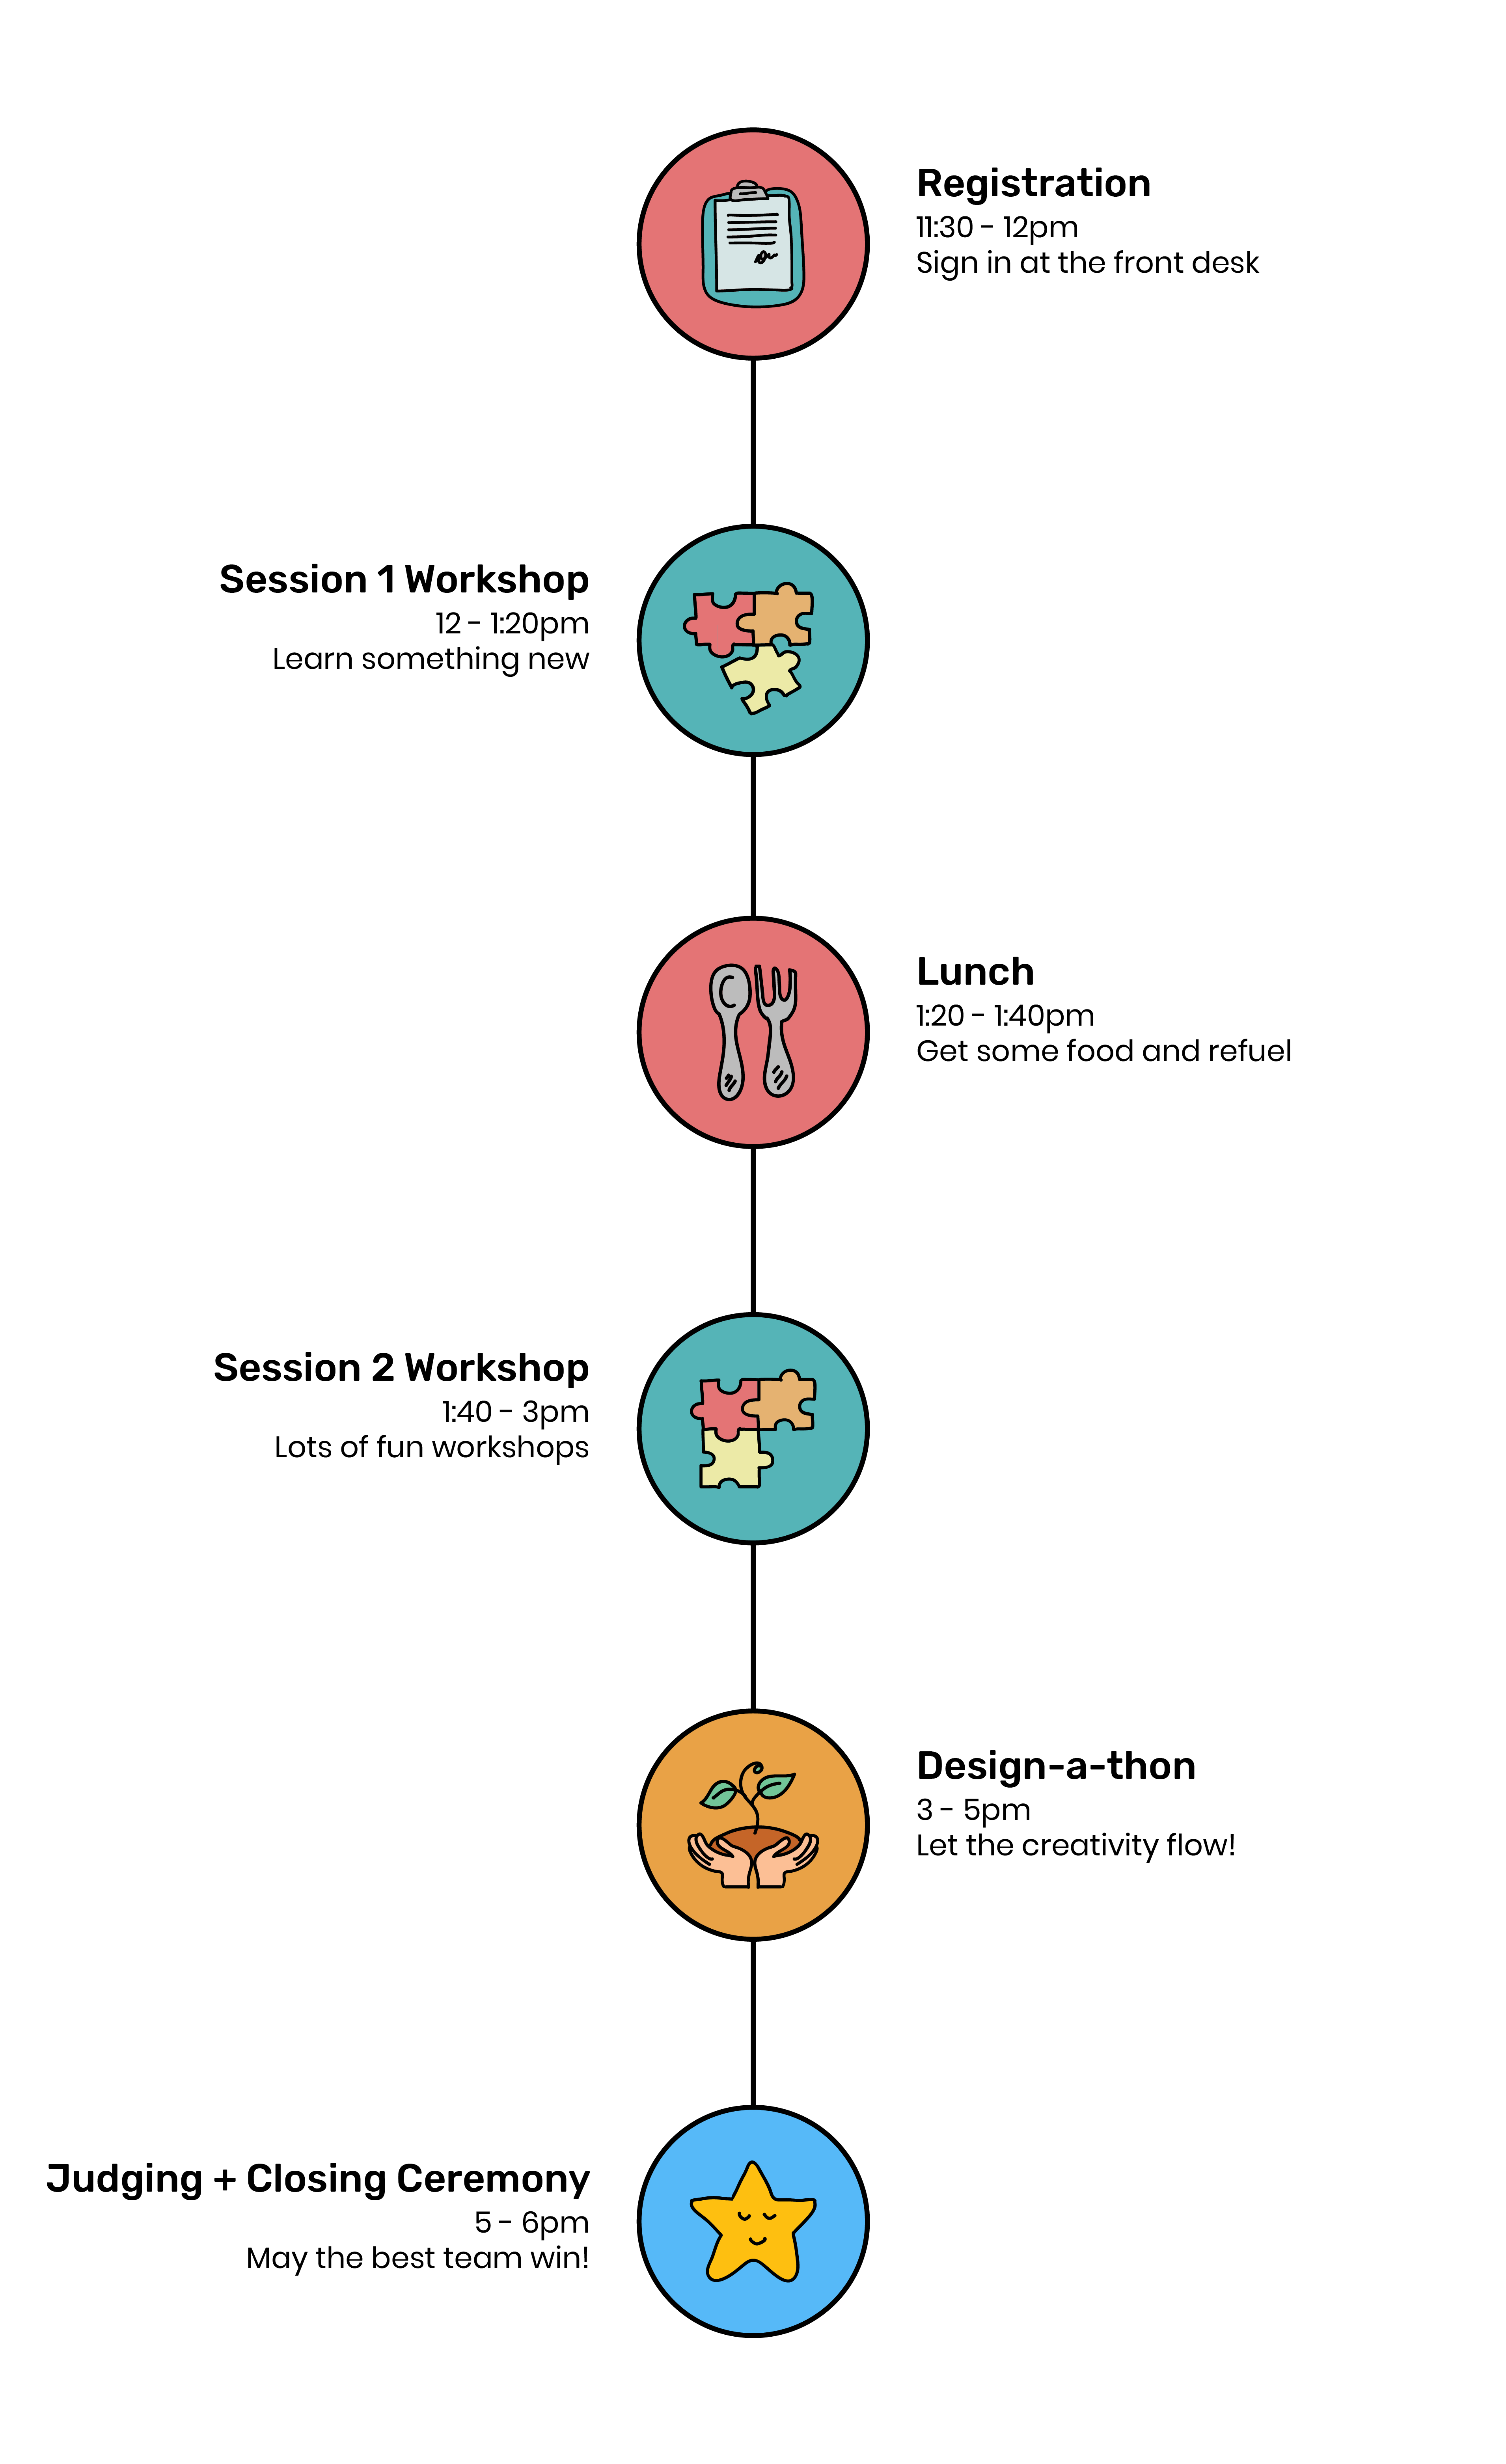 Registration
11:30 - 12pm
Sign in at the front desk
Session 1 Workshop
12 - 1:20pm
Learn something new
Lunch
1:20 - 1:40pm
Get some food and refuel
Session 2 Workshop
1:40 - 3pm
Lots of fun workshops
Design-a-thon
3 - 5pm
Let the creativity flow!
Judging + Closing Ceremony
5 - 6pm
May the best team win!